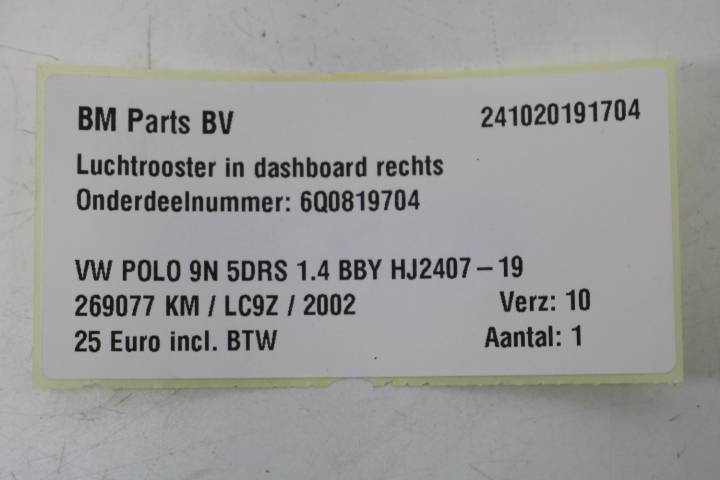 BM Parts BV 241020191704
Luchtrooster in dashboard rechts
Onderdeelnummer: 6Q0819704
VW POLO 9N 5DRS 1.4 BBY HJ2407 – 19
269077 KM / LC9Z / 2002 Verz: 10
25 Euro incl. BTW Aantal: 1